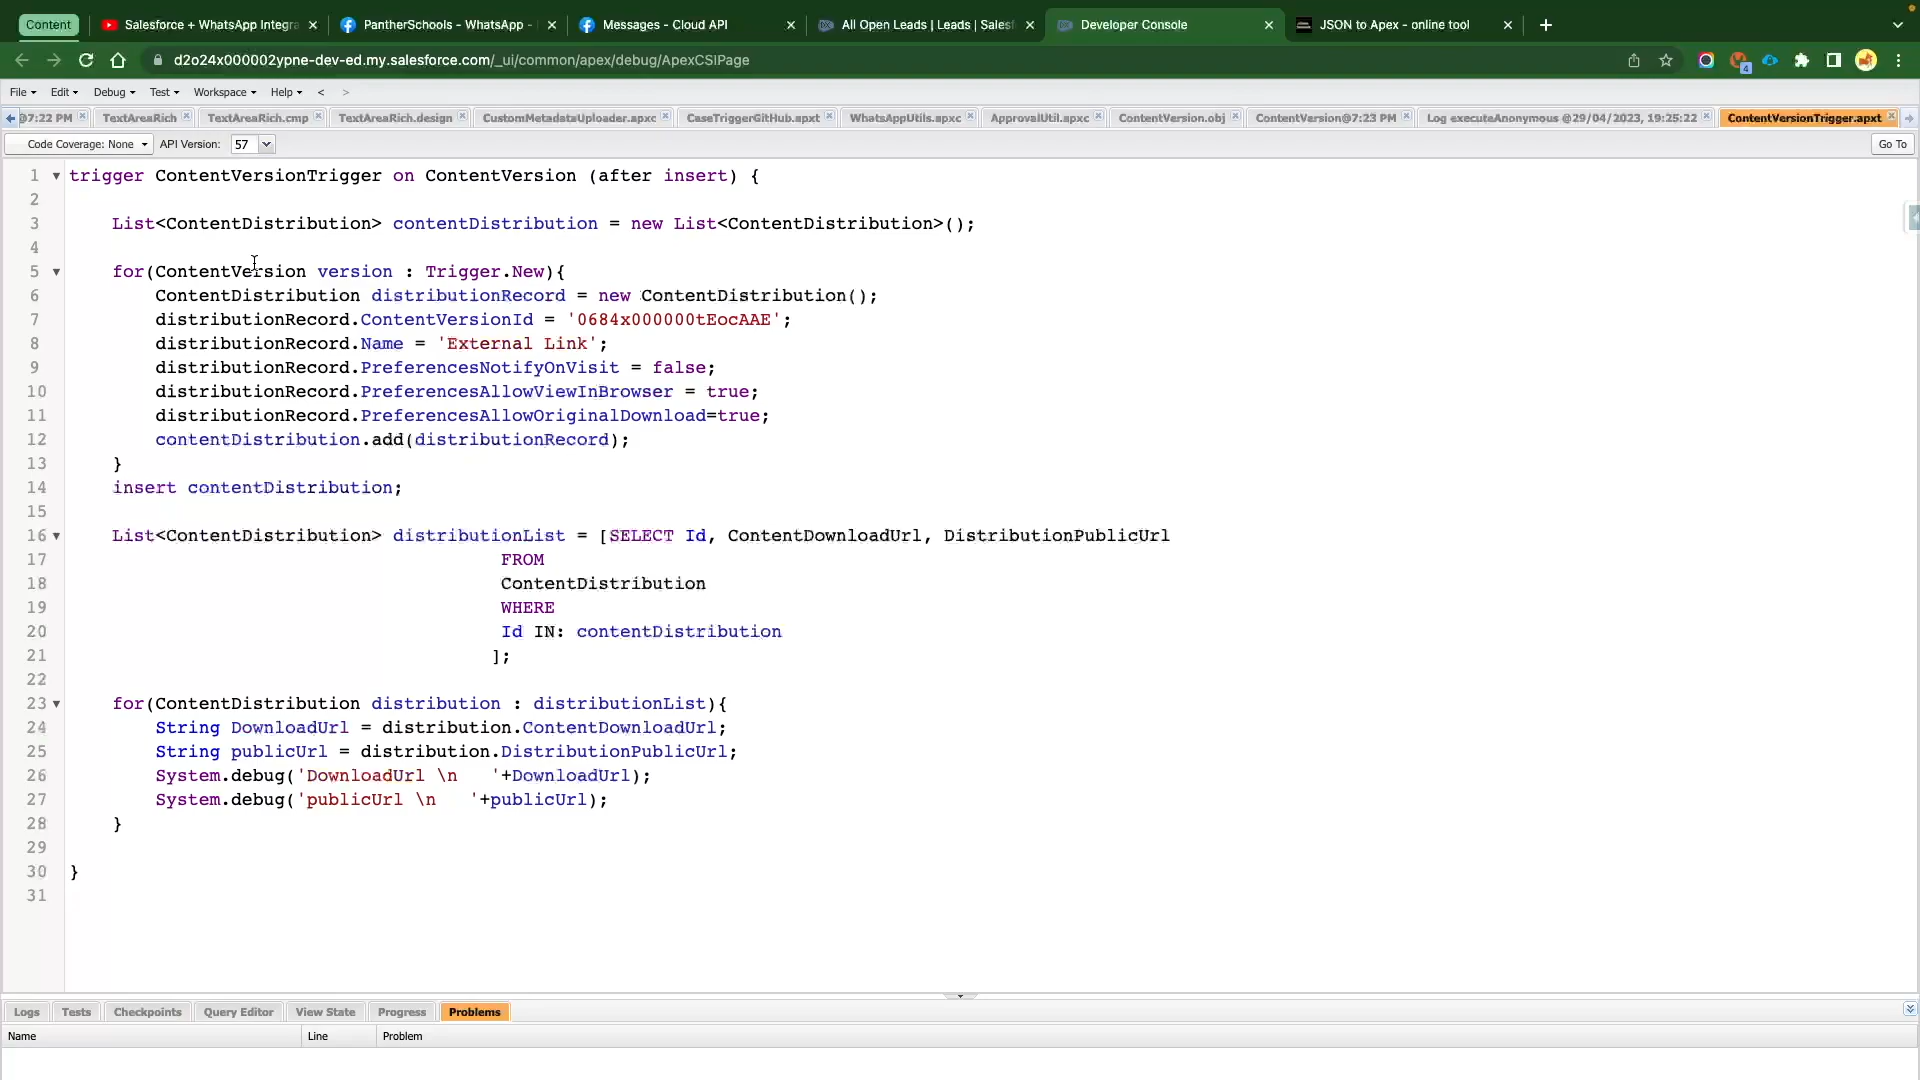 Content
Salesforce + WhatsApp Integra
PantherSchools - WhatsApp -
Messages - Cloud API
All Open Leads | Leads | Salesf
Developer Console
JSON to Apex - online tool
d2o24x000002ypne-dev-ed.my.salesforce.com/_ui/common/apex/debug/ApexCSIPage
4
File Edit Debug Test Workspace Help < >
@7:22 PM TextAreaRich TextAreaRich.cmp TextAreaRich.design CustomMetadataUploader.apxc CaseTriggerGitHub.apxt WhatsAppUtils.apxc ApprovalUtil.apxc ContentVersion.obj ContentVersion@7:23 PM Log executeAnonymous @29/04/2023, 19:25:22 ContentVersionTrigger.apxt
Code Coverage: None API Version: 57 Go To
1 trigger ContentVersionTrigger on ContentVersion (after insert) {
2
3 List<ContentDistribution> contentDistribution = new List<ContentDistribution>();
4
5 for(ContentVersion version : Trigger.New){
6 ContentDistribution distributionRecord = new ContentDistribution();
7 distributionRecord.ContentVersionId = '0684x000000tEocAAE';
8 distributionRecord.Name = 'External Link';
9 distributionRecord.PreferencesNotifyOnVisit = false;
10 distributionRecord.PreferencesAllowViewInBrowser = true;
11 distributionRecord.PreferencesAllowOriginalDownload=true;
12 contentDistribution.add(distributionRecord);
13 }
14 insert contentDistribution;
15
16 List<ContentDistribution> distributionList = [SELECT Id, ContentDownloadUrl, DistributionPublicUrl
17 FROM
18 ContentDistribution
19 WHERE
20 Id IN: contentDistribution
21 ];
22
23 for(ContentDistribution distribution : distributionList){
24 String DownloadUrl = distribution.ContentDownloadUrl;
25 String publicUrl = distribution.DistributionPublicUrl;
26 System.debug('DownloadUrl \n   '+DownloadUrl);
27 System.debug('publicUrl \n   '+publicUrl);
28 }
29
30 }
31
Logs Tests Checkpoints Query Editor View State Progress Problems
Name Line Problem